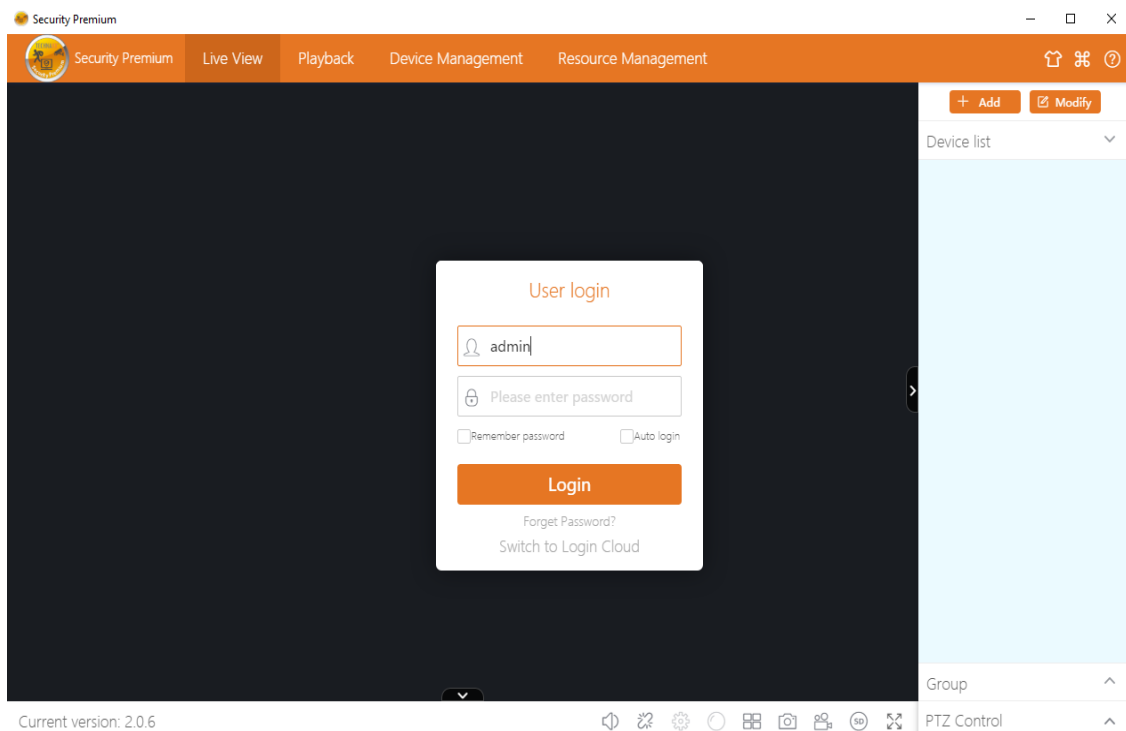 Security Premium
Security Premium Live View Playback Device Management Resource Management
+ Add Modify
Device list
User login
admin
Please enter password
Remember password Auto login
Login
Forget Password?
Switch to Login Cloud
Group
Current version: 2.0.6
SD
PTZ Control